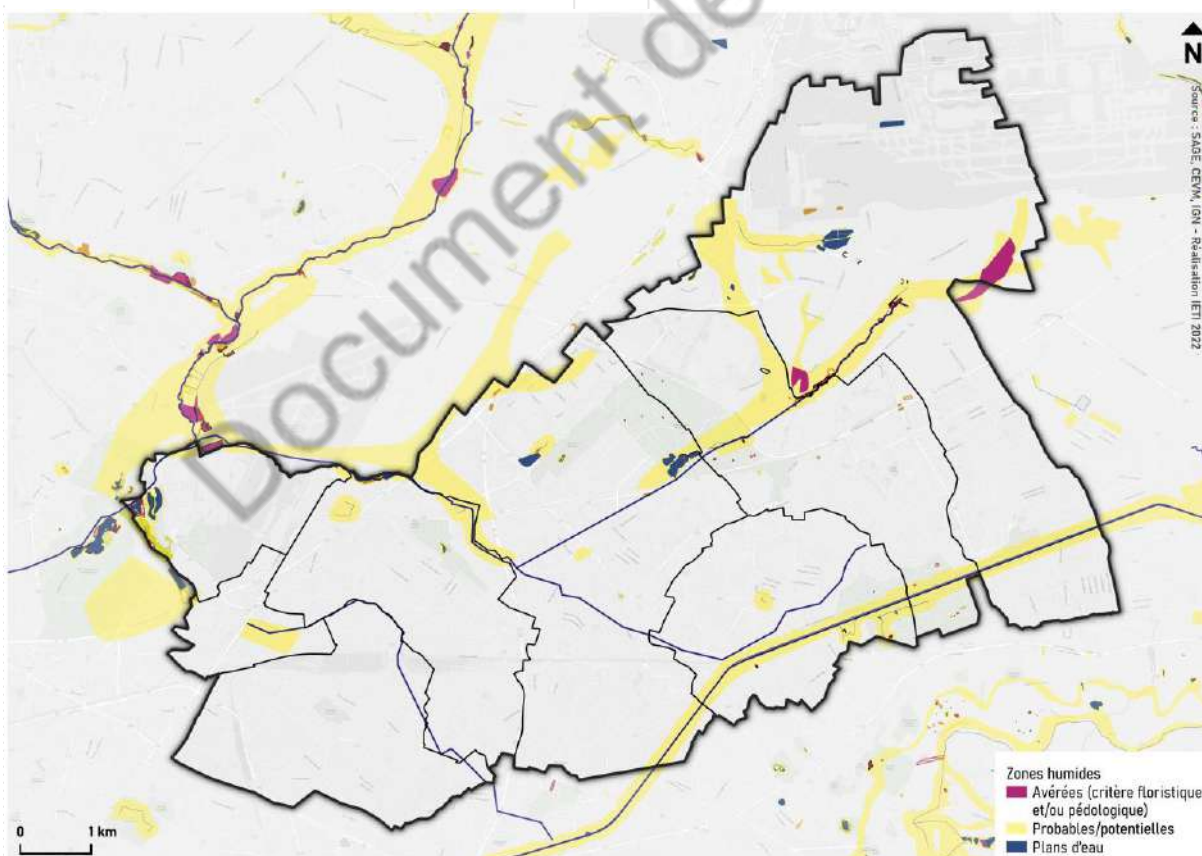 Document de
N
Source : SAGE, CEVM, IGN - Réalisation IETI 2022
Zones humides
Avérées (critère floristique
et/ou pédologique)
Probables/potentielles
Plans d'eau
0 1 km